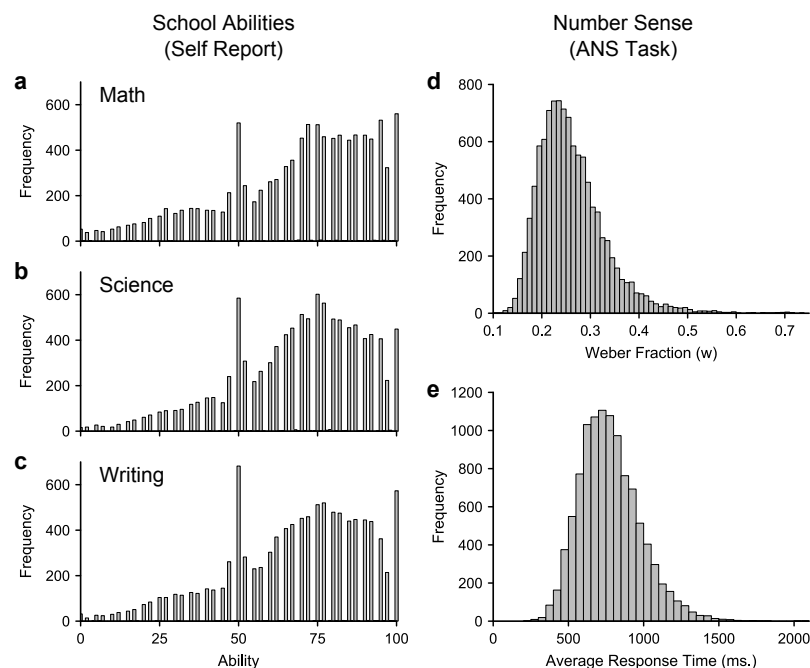 School Abilities
(Self Report)
Number Sense
(ANS Task)
a
Math
Frequency
600
400
200
0
b
Science
Frequency
600
400
200
0
c
Writing
Frequency
600
400
200
0
0 25 50 75 100
Ability
d
Frequency
800
600
400
200
0
0.1 0.2 0.3 0.4 0.5 0.6 0.7
Weber Fraction (w)
e
Frequency
1200
1000
800
600
400
200
0
0 500 1000 1500 2000
Average Response Time (ms.)